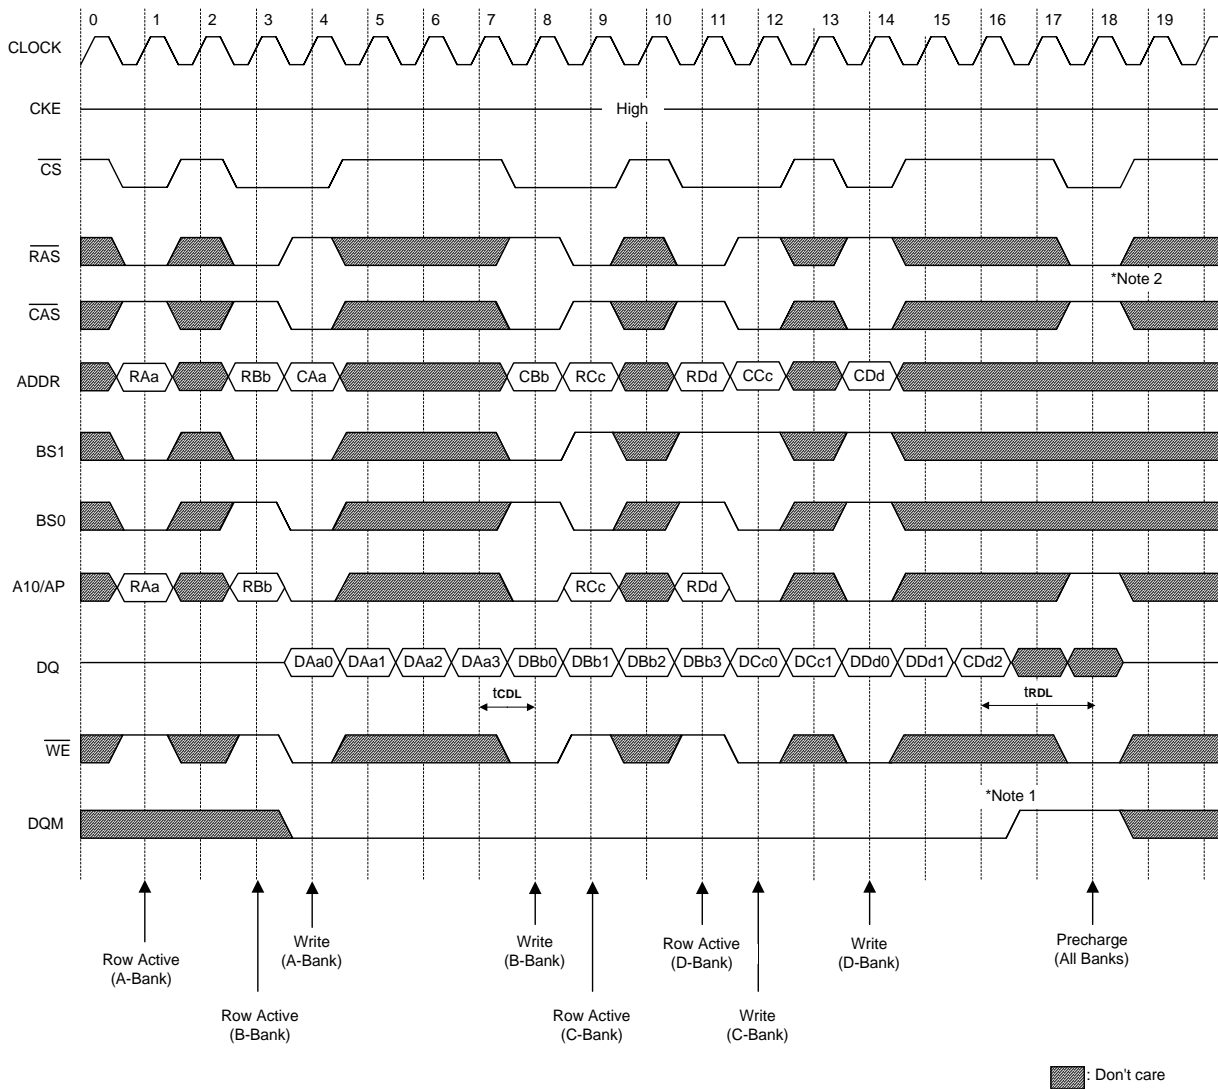 0 1 2 3 4 5 6 7 8 9 10 11 12 13 14 15 16 17 18 19
CLOCK
CKE High
CS
RAS
*Note 2
CAS
ADDR RAa RBb CAa CBb RCc RDd CCc CDd
BS1
BS0
A10/AP RAa RBb RCc RDd
DQ DAa0 DAa1 DAa2 DAa3 DBb0 DBb1 DBb2 DBb3 DCc0 DCc1 DDd0 DDd1 CDd2
tCDL tRDL
WE
*Note 1
DQM
Row Active
(A-Bank)
Row Active
(B-Bank)
Write
(A-Bank)
Write
(B-Bank)
Row Active
(C-Bank)
Row Active
(D-Bank)
Write
(C-Bank)
Write
(D-Bank)
Precharge
(All Banks)
: Don't care